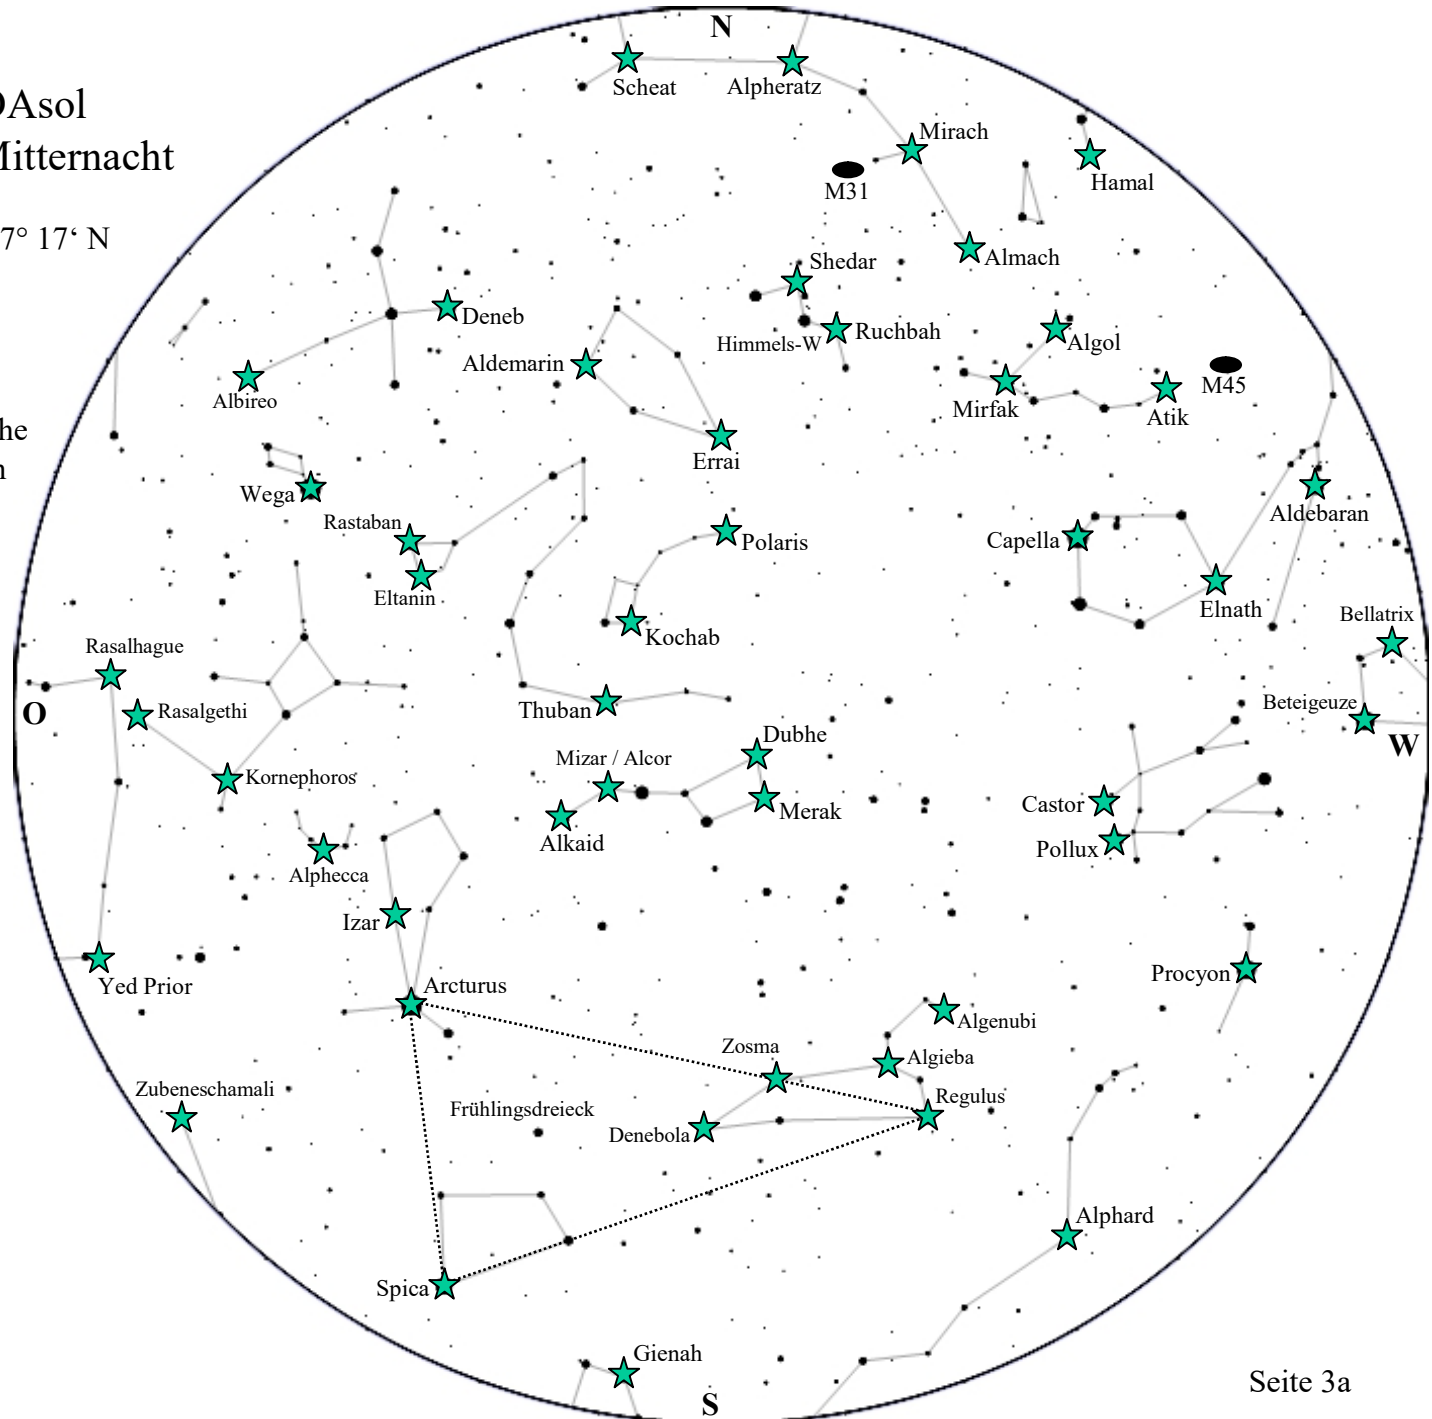 N
Scheat
Alpheratz
Asol
Mirach
Mitternacht
M31
Hamal
7° 17‘ N
Almach
Shedar
Deneb
Himmels-W
Ruchbah
Algol
Aldemarin
M45
Albireo
Mirfak
Atik
Errai
Wega
Rastaban
Polaris
Capella
Aldebaran
Eltanin
Elnath
Kochab
Bellatrix
Rasalhague
O
Rasalgethi
Thuban
Beteigeuze
W
Dubhe
Mizar / Alcor
Kornephoros
Castor
Merak
Alkaid
Pollux
Alphecca
Izar
Yed Prior
Arcturus
Procyon
Algenubi
Zosma
Algieba
Zubeneschamali
Regulus
Frühlingsdreieck
Denebola
Alphard
Spica
Gienah
S
Seite 3a